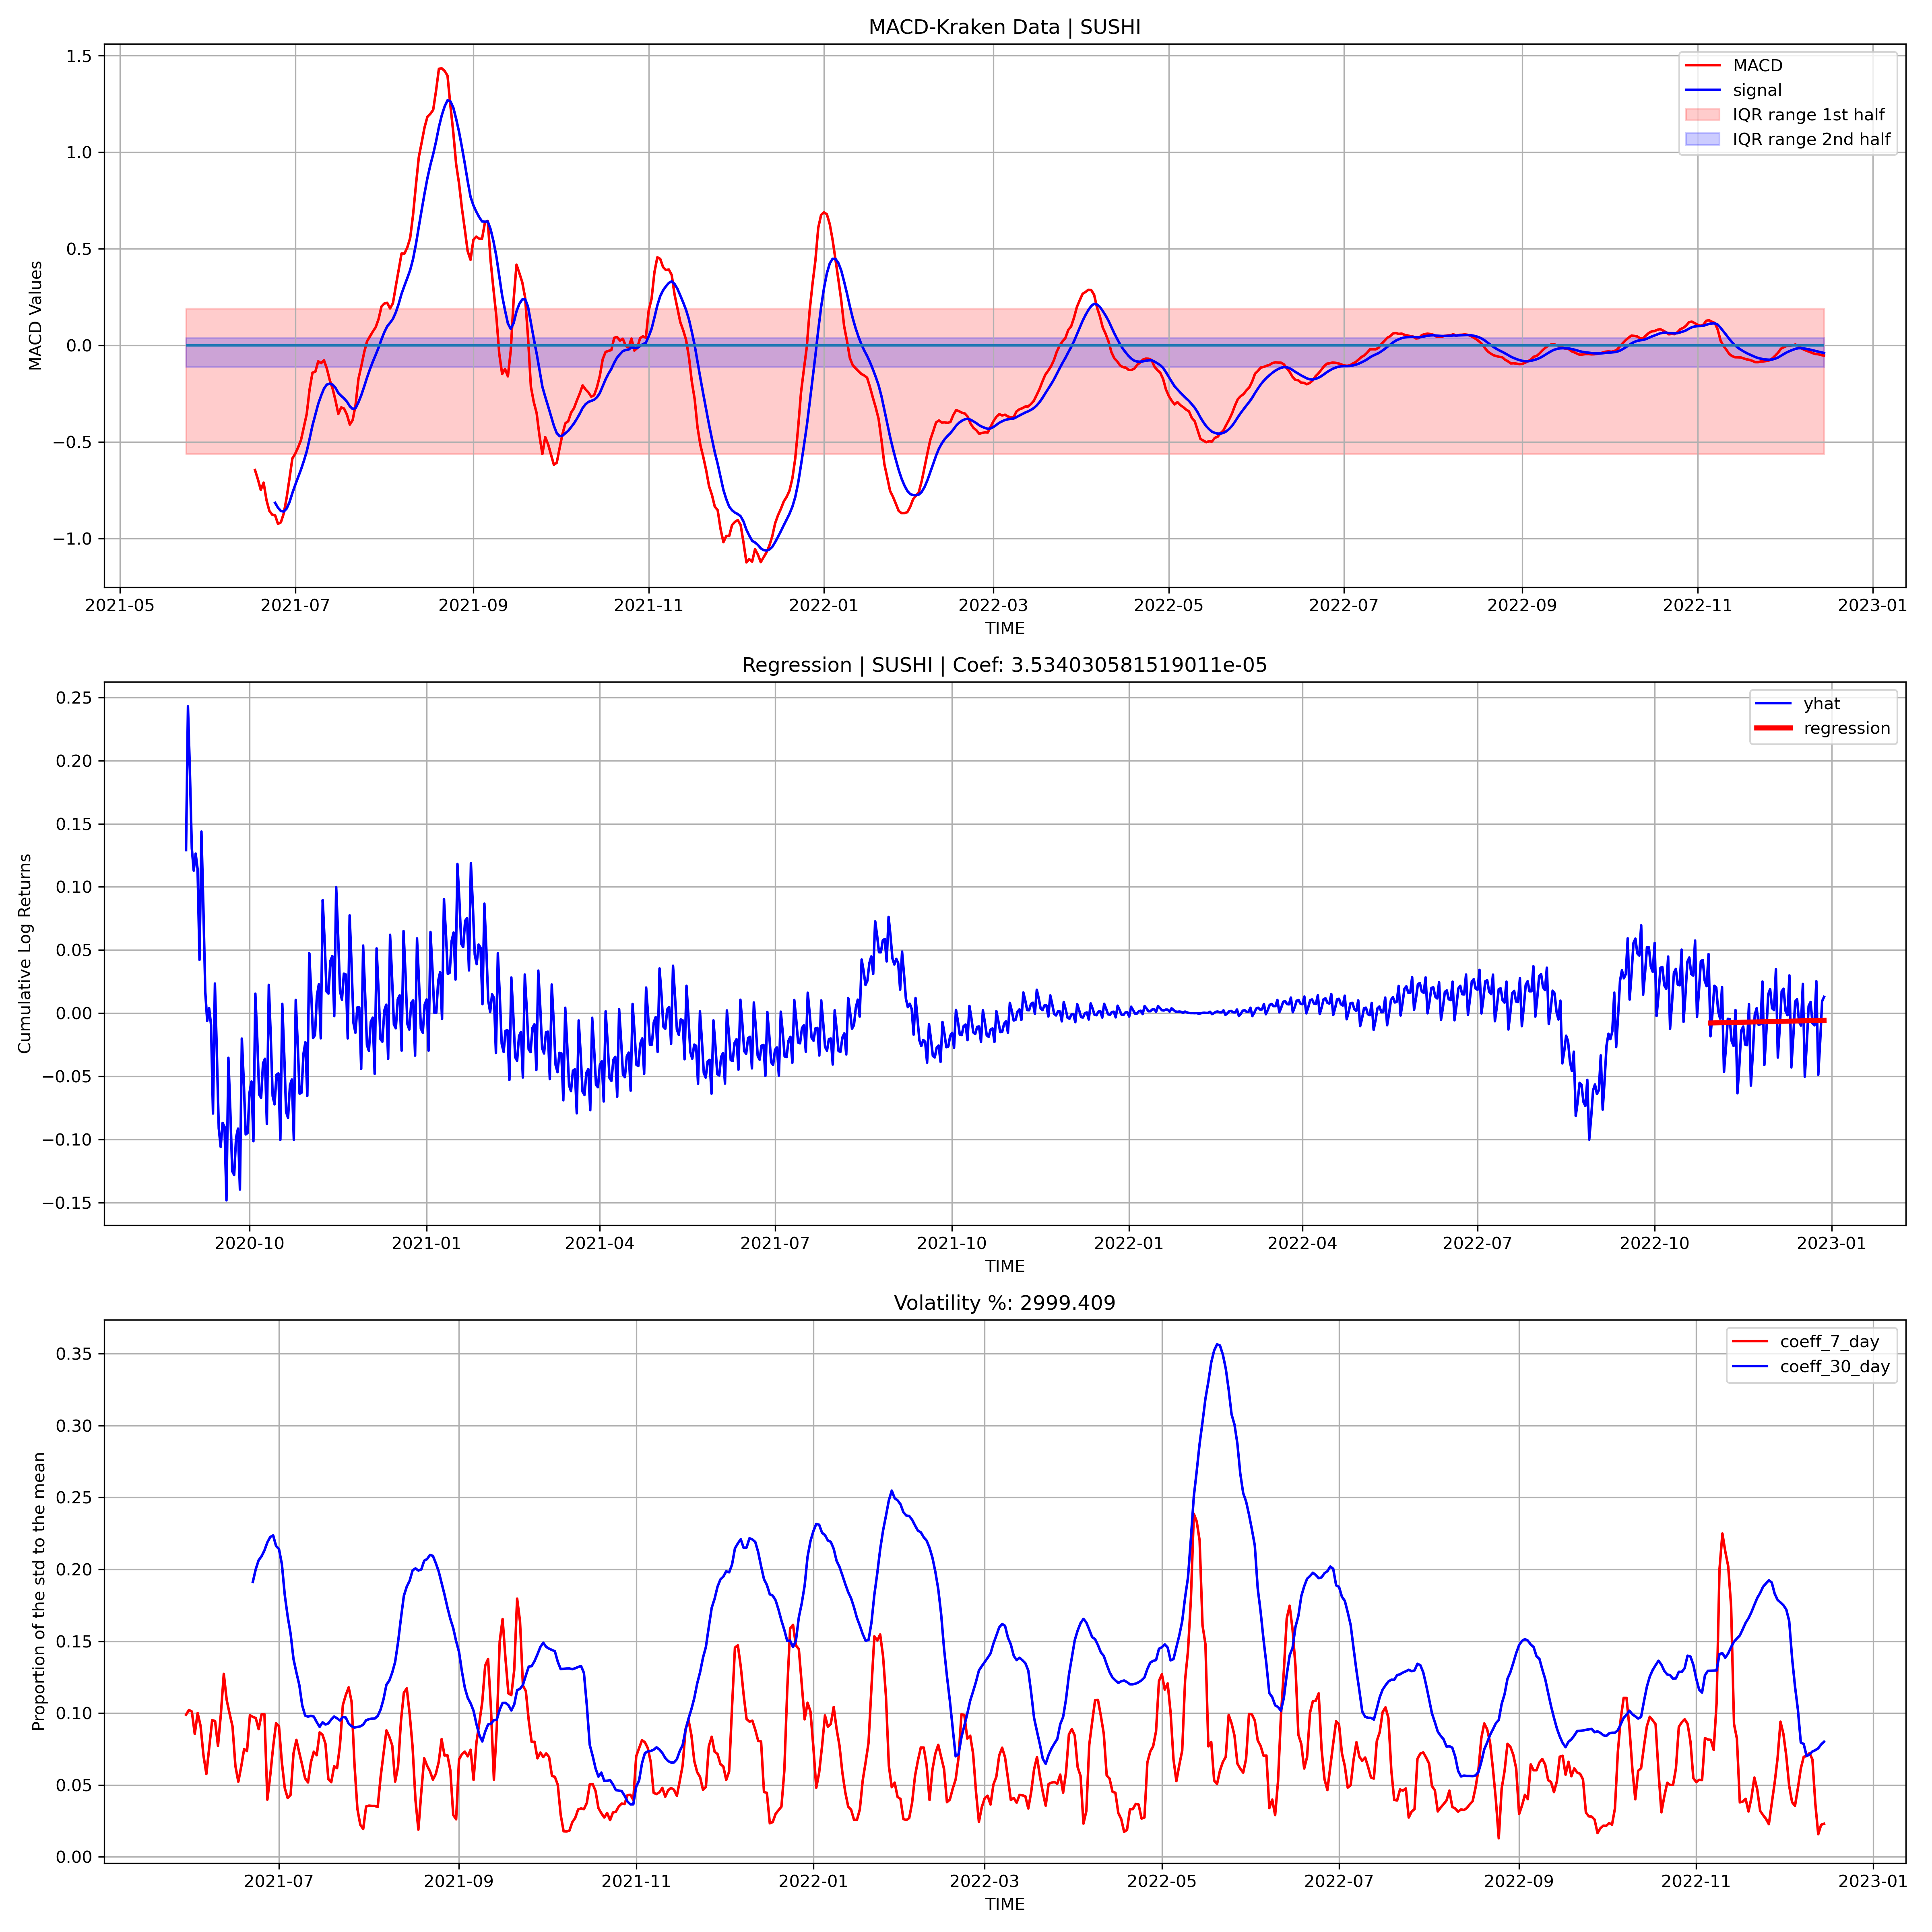 MACD-Kraken Data | SUSHI
MACD Values
1.5
1.0
0.5
0.0
−0.5
−1.0
MACD
signal
IQR range 1st half
IQR range 2nd half
2021-05 2021-07 2021-09 2021-11 2022-01 2022-03 2022-05 2022-07 2022-09 2022-11 2023-01
TIME
Regression | SUSHI | Coef: 3.534030581519011e-05
Cumulative Log Returns
0.25
0.20
0.15
0.10
0.05
0.00
−0.05
−0.10
−0.15
yhat
regression
2020-10 2021-01 2021-04 2021-07 2021-10 2022-01 2022-04 2022-07 2022-10 2023-01
TIME
Volatility %: 2999.409
Proportion of the std to the mean
0.35
0.30
0.25
0.20
0.15
0.10
0.05
0.00
coeff_7_day
coeff_30_day
2021-07 2021-09 2021-11 2022-01 2022-03 2022-05 2022-07 2022-09 2022-11 2023-01
TIME